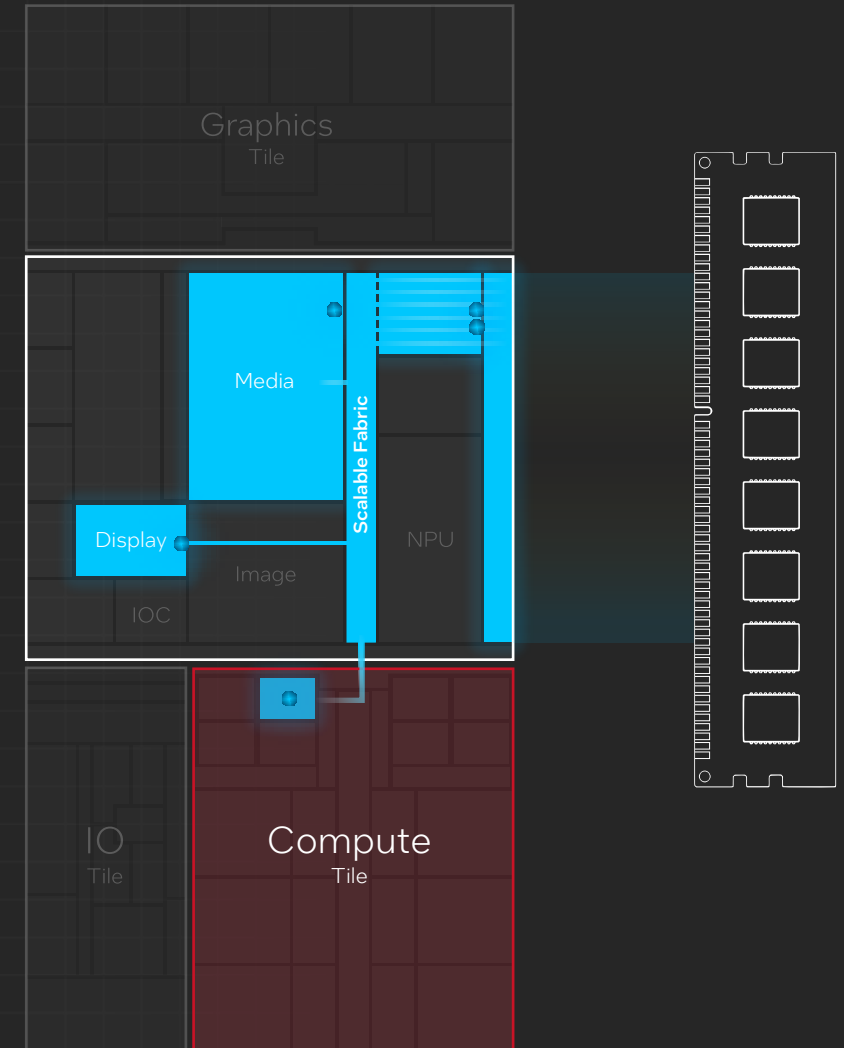 Graphics
Tile
Media
Scalable Fabric
Display
NPU
Image
IOC
IO
Tile
Compute
Tile